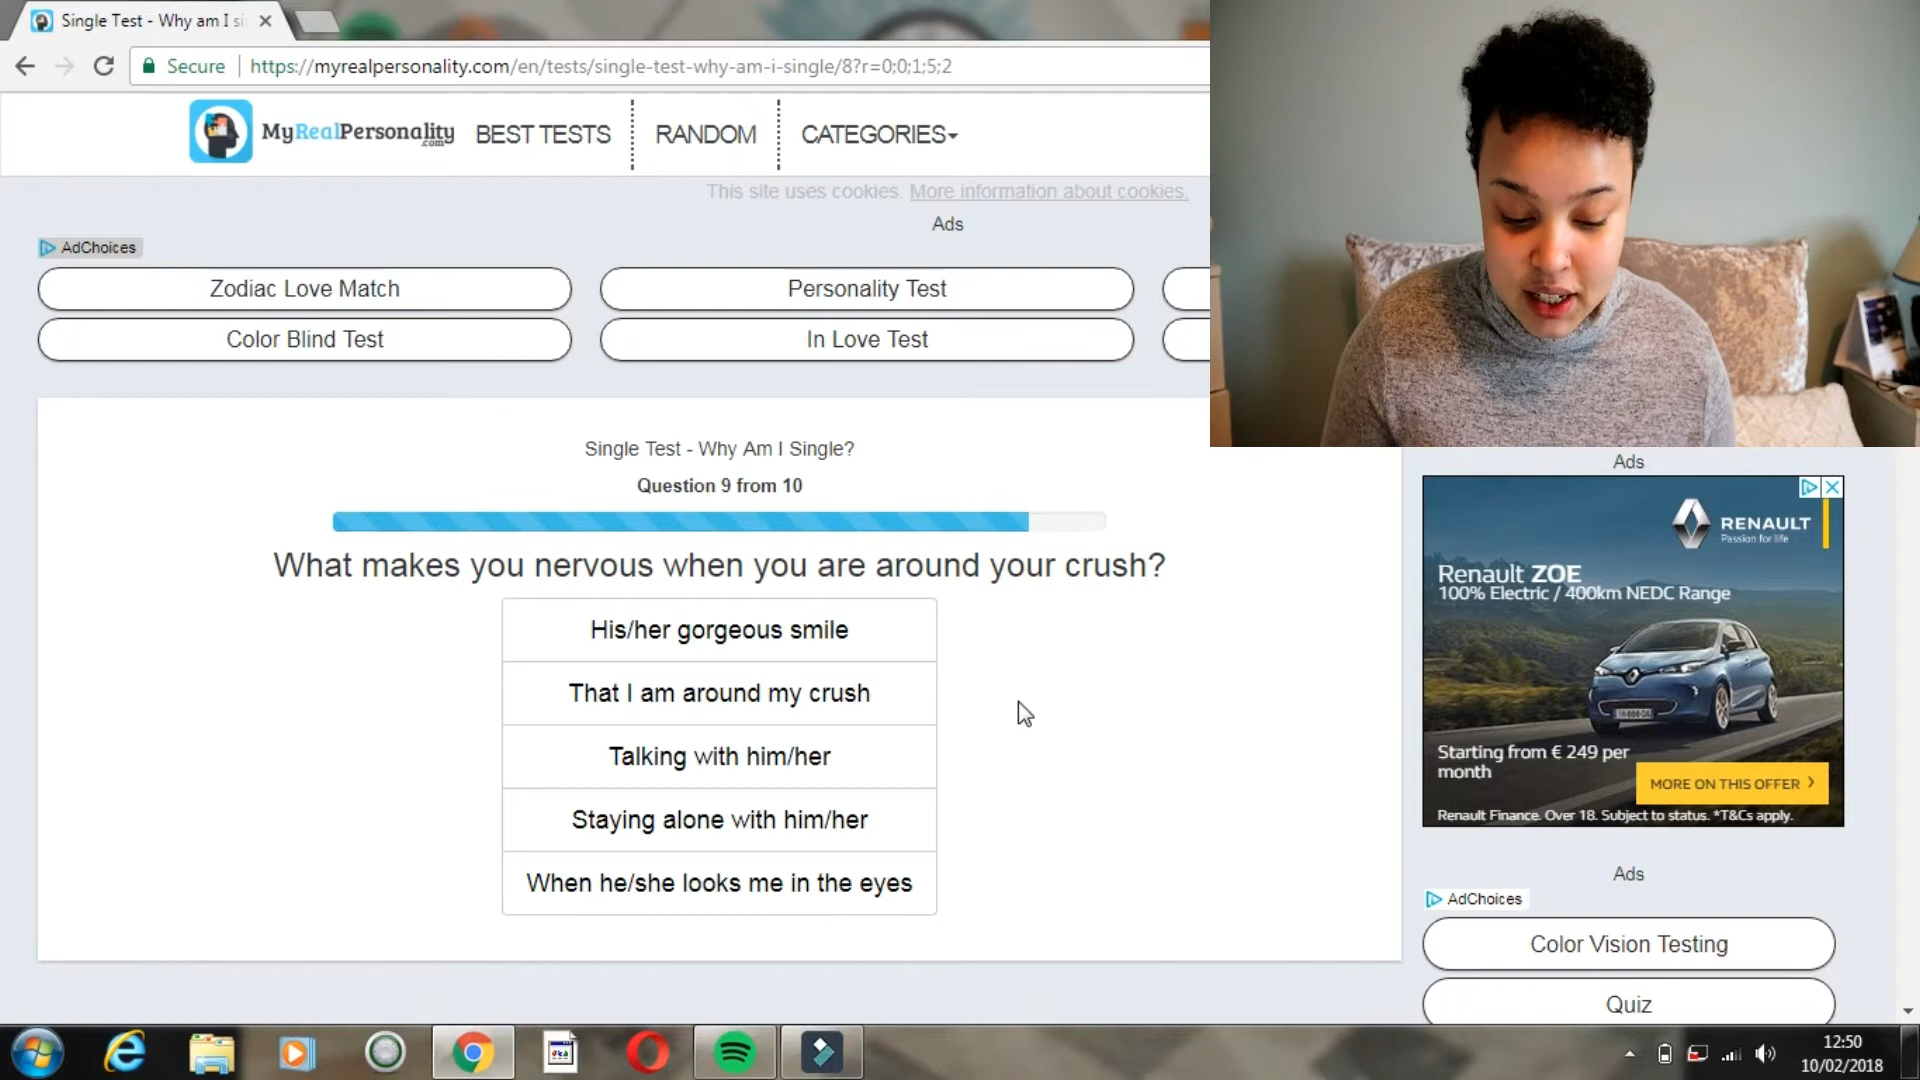 Single Test - Why am I si
Secure
https://myrealpersonality.com/en/tests/single-test-why-am-i-single/8?r=0;0;1;5;2
MyRealPersonality
.com
BEST TESTS
RANDOM
CATEGORIES
This site uses cookies. More information about cookies.
Ads
AdChoices
Zodiac Love Match
Personality Test
Color Blind Test
In Love Test
Single Test - Why Am I Single?
Question 9 from 10
What makes you nervous when you are around your crush?
His/her gorgeous smile
That I am around my crush
Talking with him/her
Staying alone with him/her
When he/she looks me in the eyes
Ads
RENAULT
Passion for life
Renault ZOE
100% Electric / 400km NEDC Range
Starting from € 249 per
month
MORE ON THIS OFFER
Renault Finance. Over 18. Subject to status. *T&Cs apply.
Ads
AdChoices
Color Vision Testing
Quiz
12:50
10/02/2018